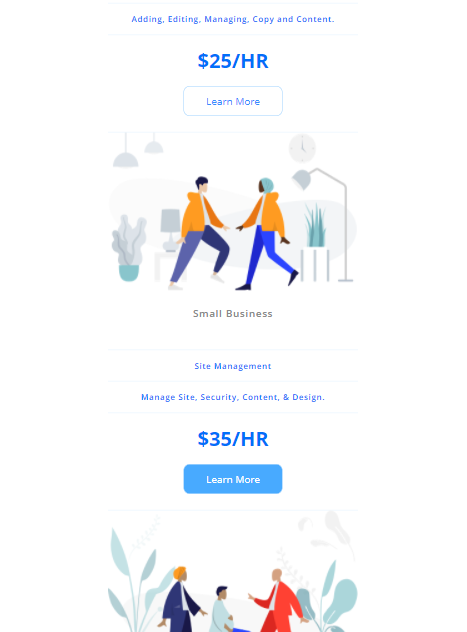 Adding, Editing, Managing, Copy and Content.
$25/HR
Learn More
Small Business
Site Management
Manage Site, Security, Content, & Design.
$35/HR
Learn More